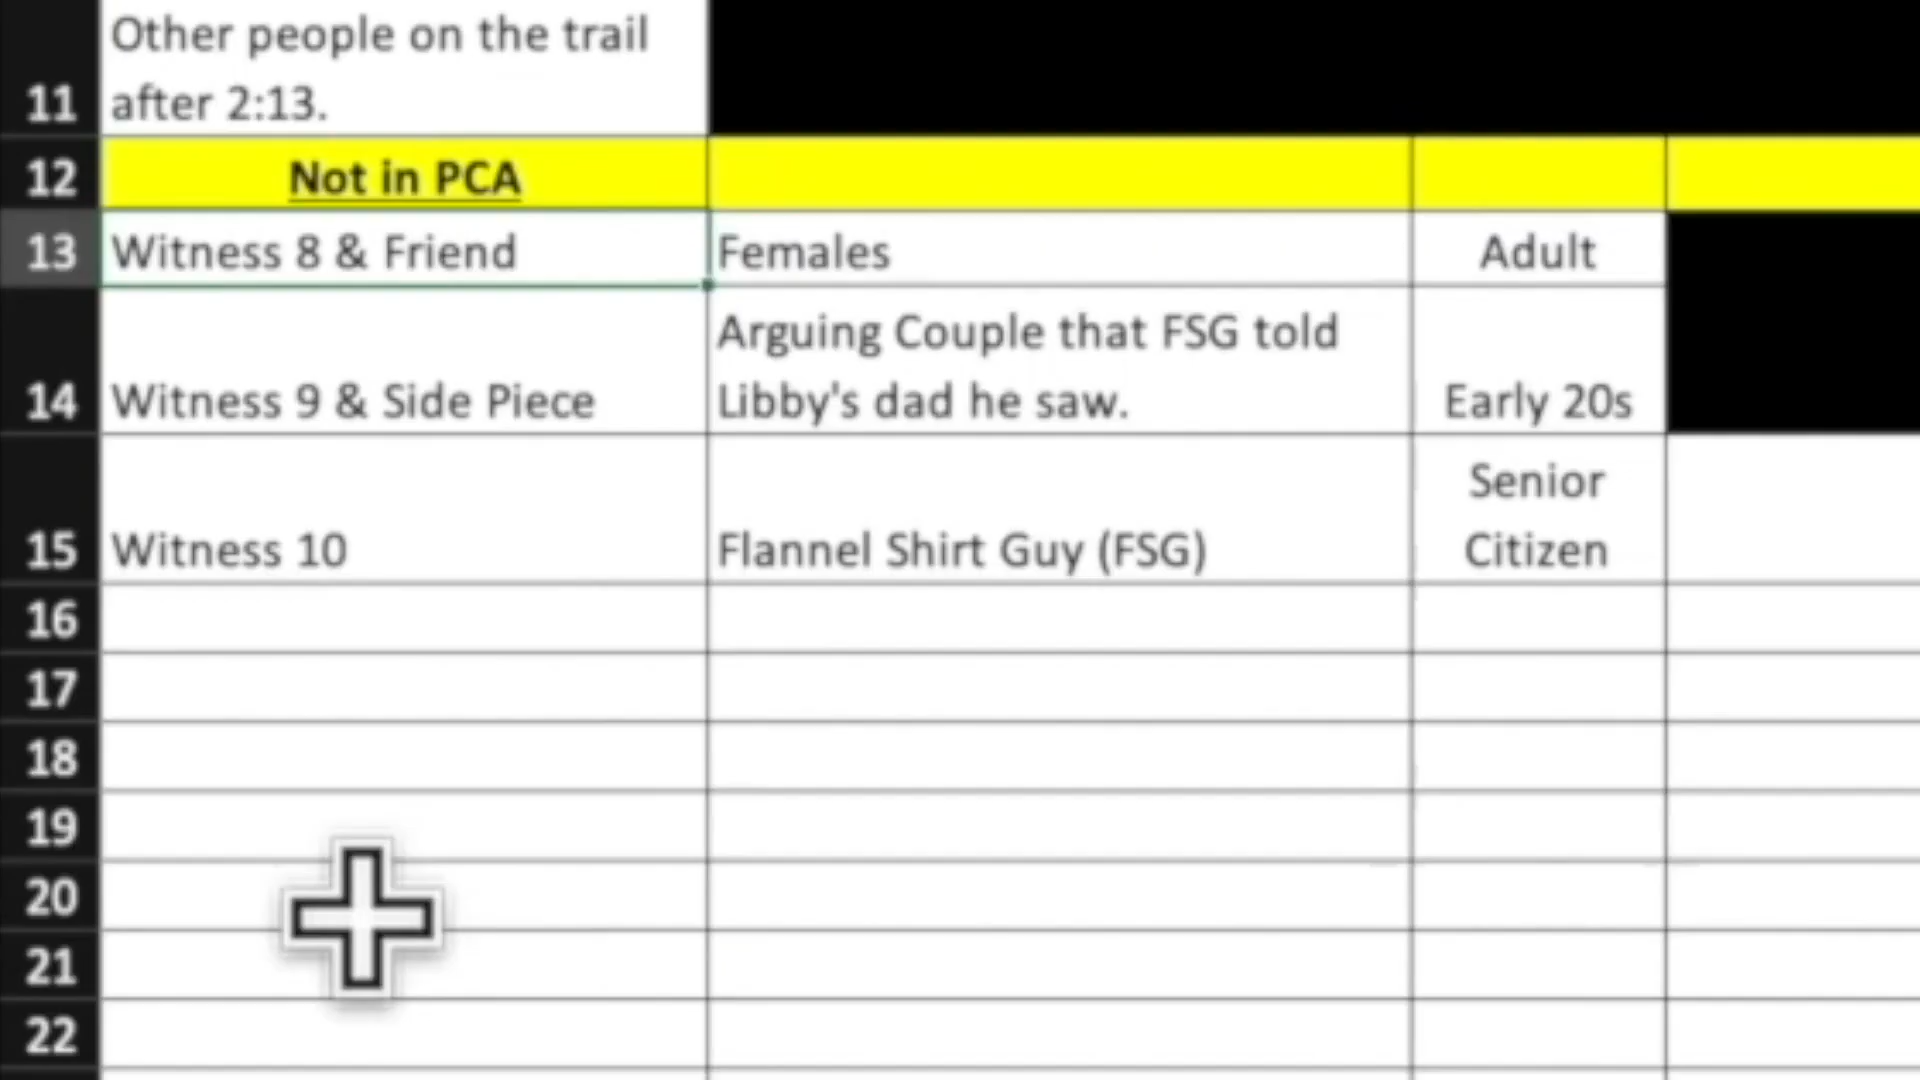 Other people on the trail
11 after 2:13.
12 Not in PCA
13 Witness 8 & Friend Females Adult
Arguing Couple that FSG told
14 Witness 9 & Side Piece Libby's dad he saw. Early 20s
Senior
15 Witness 10 Flannel Shirt Guy (FSG) Citizen
16
17
18
19
20
21
22